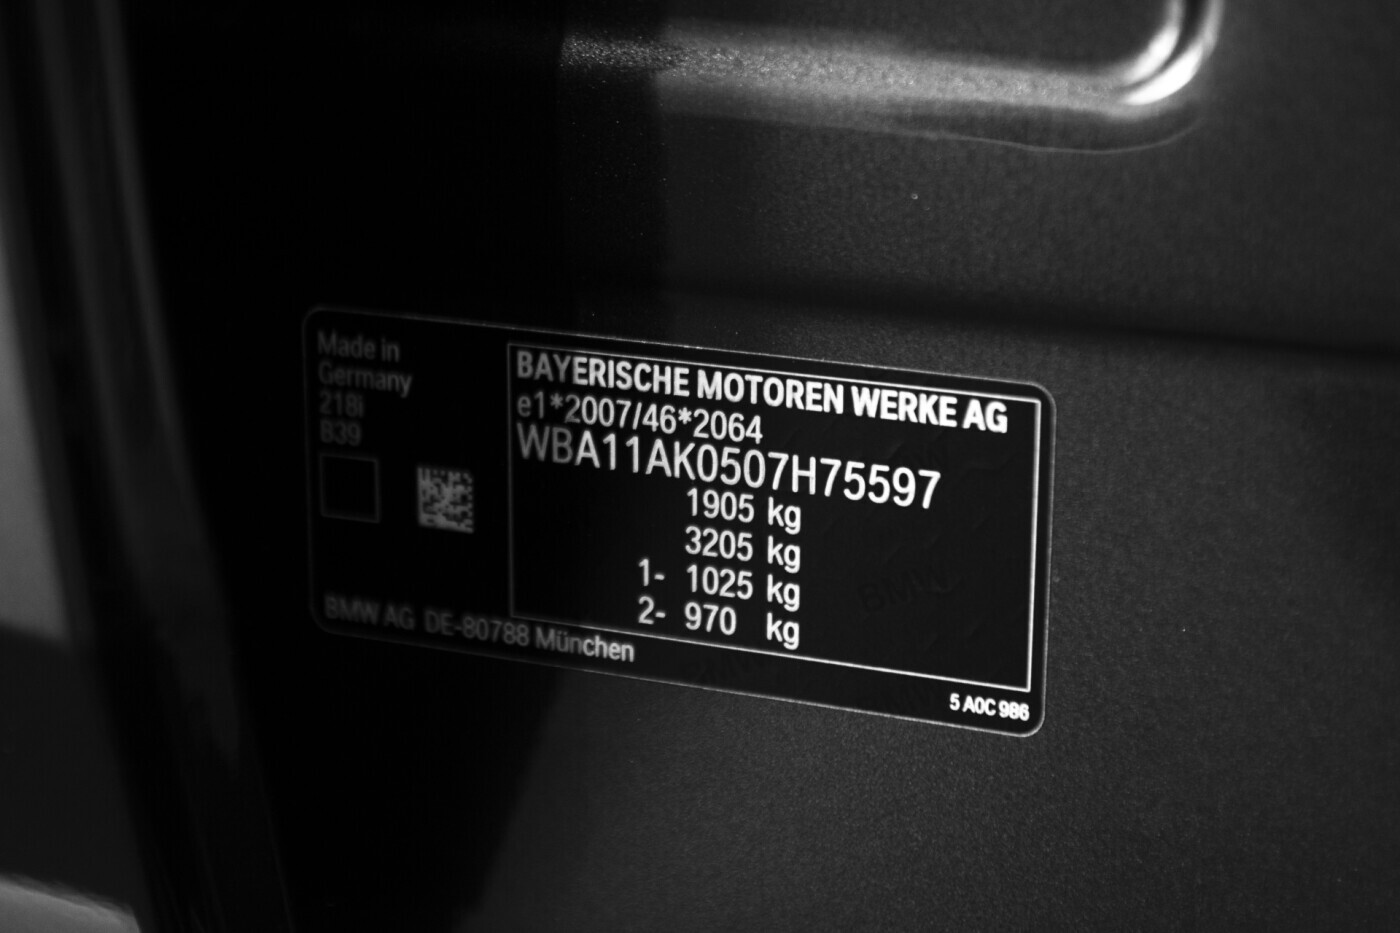 Made in
Germany
218i
B39
BMW AG DE-80788 München
BAYERISCHE MOTOREN WERKE AG
e1*2007/46*2064
WBA11AK0507H75597
1905 kg
3205 kg
1- 1025 kg
2- 970 kg
5 A0C 986
BMW